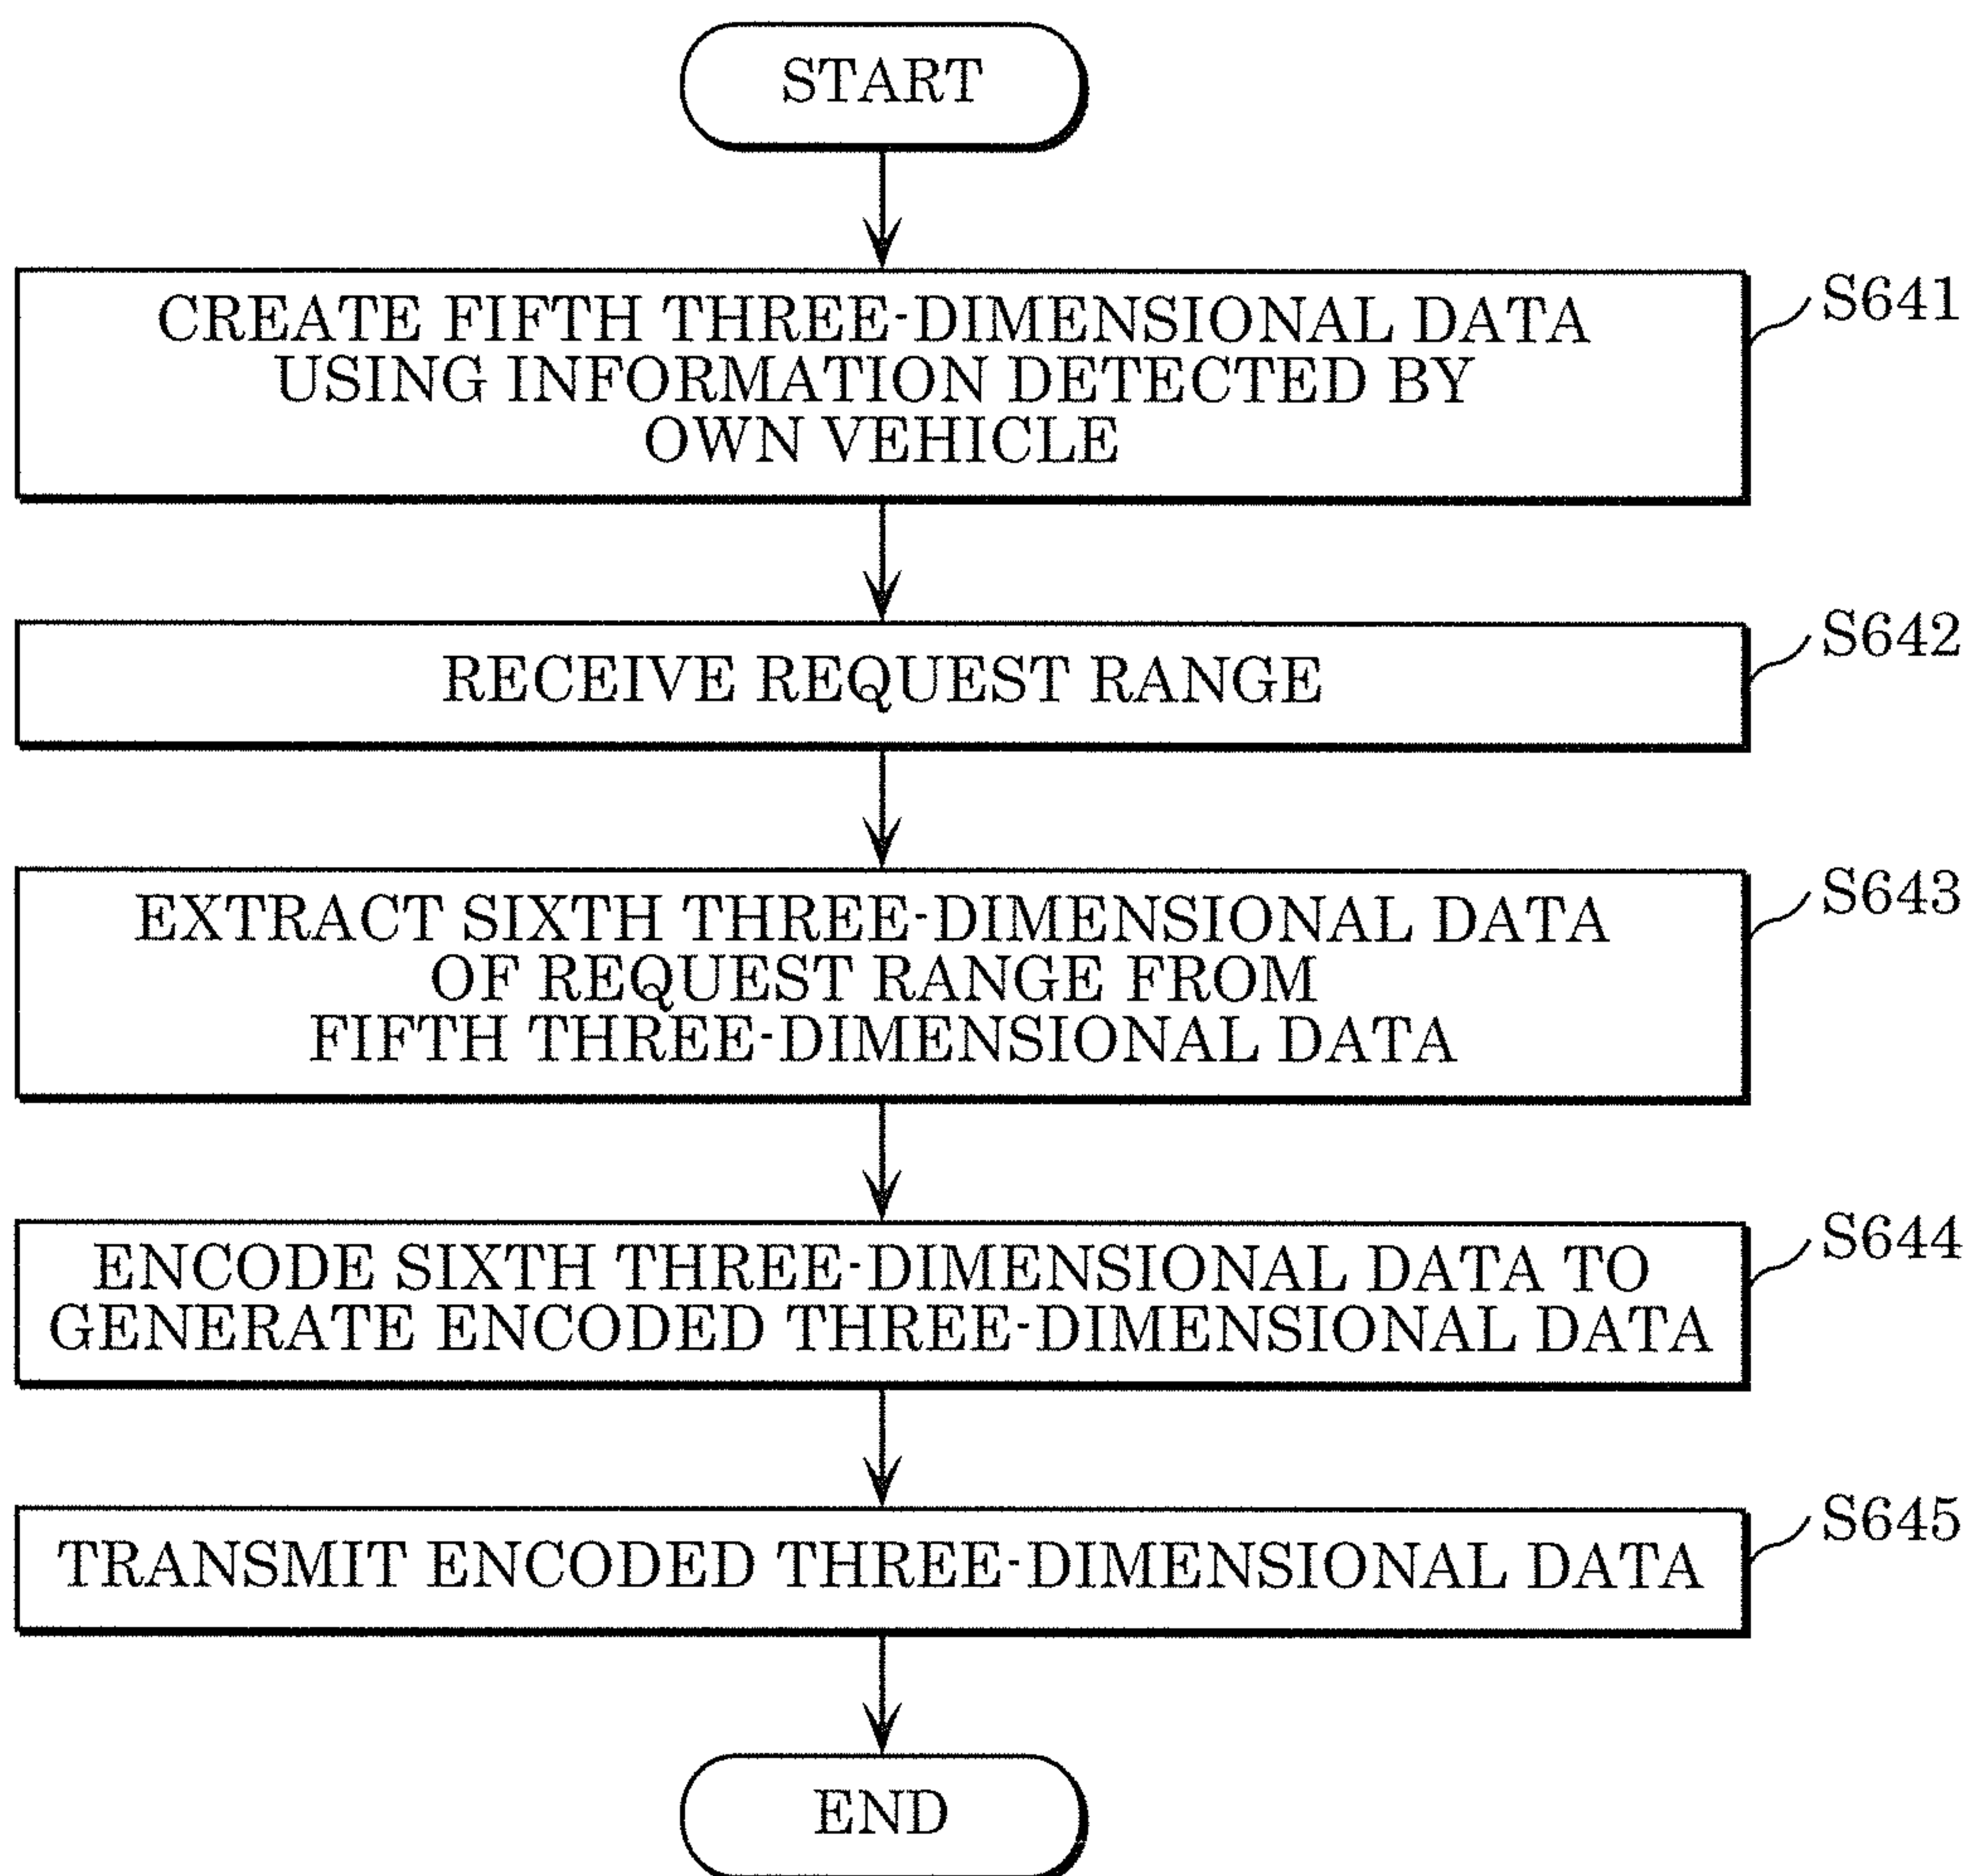 START
CREATE FIFTH THREE-DIMENSIONAL DATA
USING INFORMATION DETECTED BY
OWN VEHICLE
S641
RECEIVE REQUEST RANGE
S642
EXTRACT SIXTH THREE-DIMENSIONAL DATA
OF REQUEST RANGE FROM
FIFTH THREE-DIMENSIONAL DATA
S643
ENCODE SIXTH THREE-DIMENSIONAL DATA TO
GENERATE ENCODED THREE-DIMENSIONAL DATA
S644
TRANSMIT ENCODED THREE-DIMENSIONAL DATA
S645
END